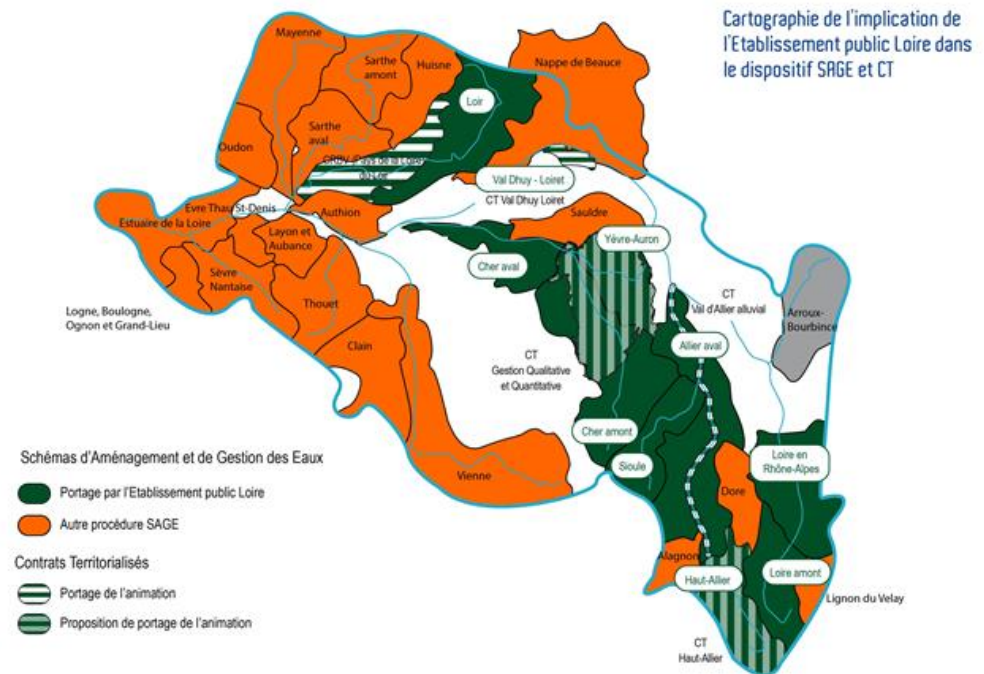 Cartographie de l'implication de
l'Etablissement public Loire dans
le dispositif SAGE et CT
Mayenne
Sarthe
amont
Huisne
Nappe de Beauce
Loir
Sarthe
aval
Oudon
Pays de la Loire
du Loir
Val Dhuy - Loiret
CT Val Dhuy Loiret
Evre Thau St-Denis
Authion
Sauldre
Estuaire de la Loire
Layon et
Aubance
Yèvre-Auron
Cher aval
Sèvre
Nantaise
Thouet
Logne, Boulogne,
Ognon et Grand-Lieu
CT
Val d'Allier alluvial
Arroux-
Bourbince
Clain
Allier aval
CT
Gestion Qualitative
et Quantitative
Cher amont
Loire en
Rhône-Alpes
Sioule
Vienne
Dore
Schémas d'Aménagement et de Gestion des Eaux
Portage par l'Etablissement public Loire
Autre procédure SAGE
Contrats Territorialisés
Portage de l'animation
Proposition de portage de l'animation
Alagnon
Haut-Allier
Loire amont
Lignon du Velay
CT
Haut-Allier